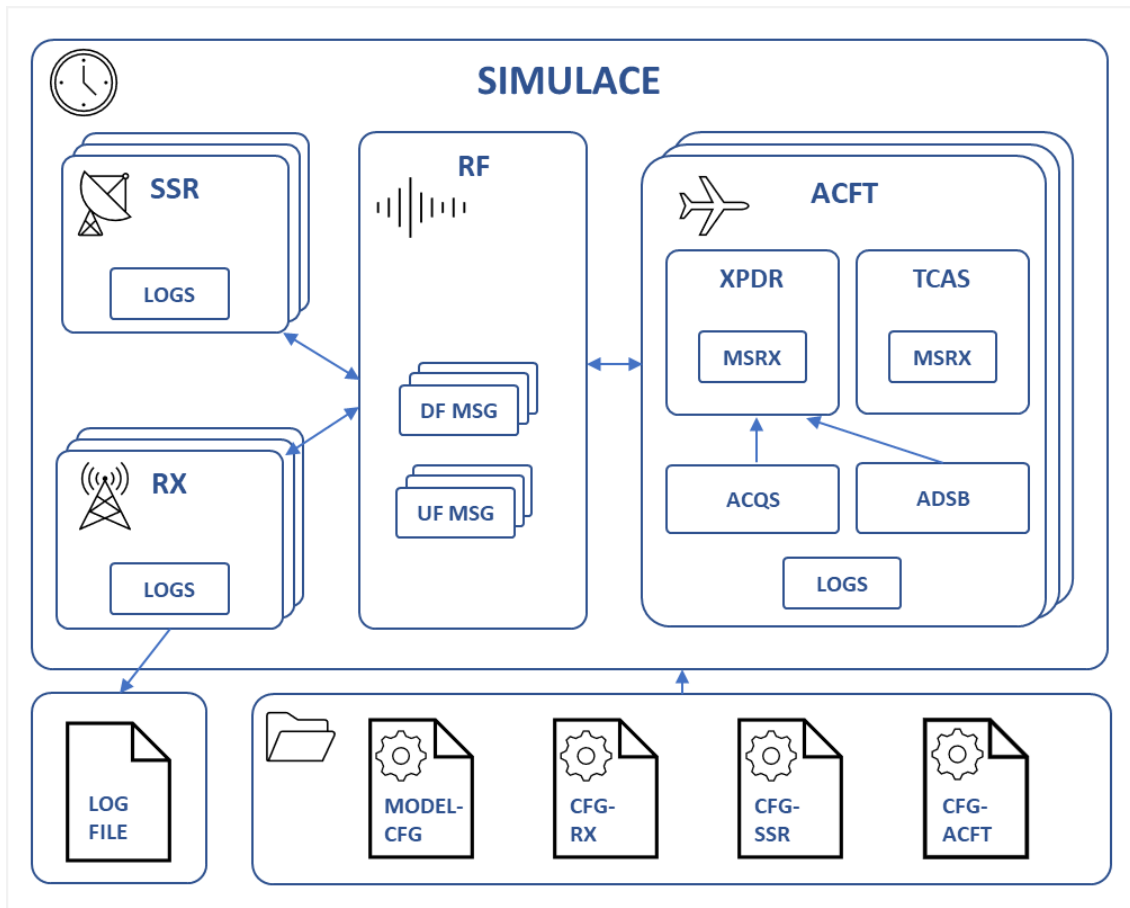 SIMULACE
SSR
LOGS
RX
LOGS
RF
DF MSG
UF MSG
ACFT
XPDR
MSRX
TCAS
MSRX
ACQS
ADSB
LOGS
LOG
FILE
MODEL-
CFG
CFG-
RX
CFG-
SSR
CFG-
ACFT